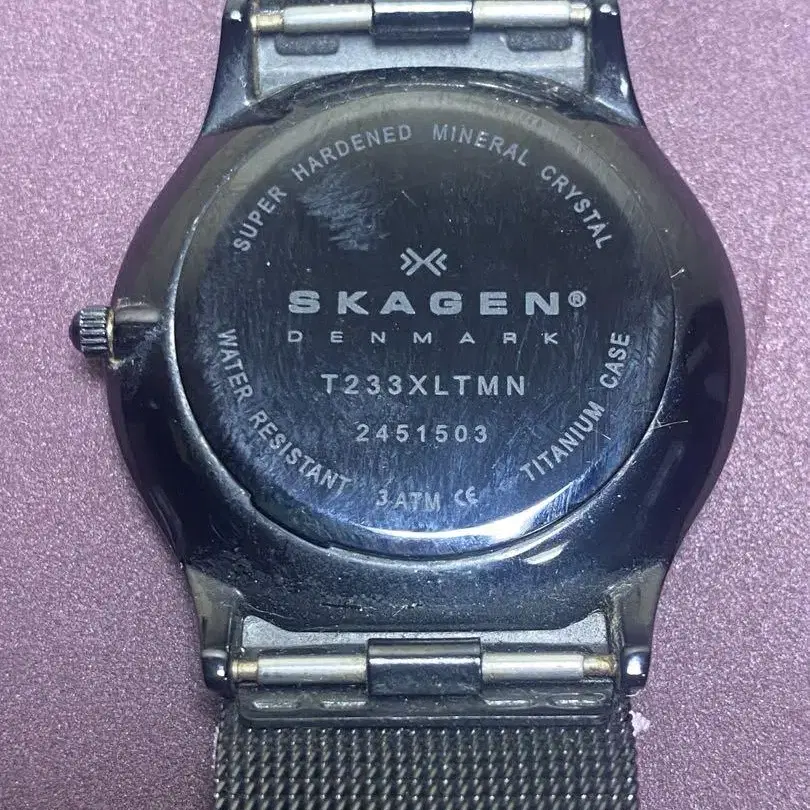 SUPER HARDENED MINERAL CRYSTAL
SKAGEN®
DENMARK
T233XLTMN
2451503
WATER RESISTANT
3 ATM CE
TITANIUM CASE